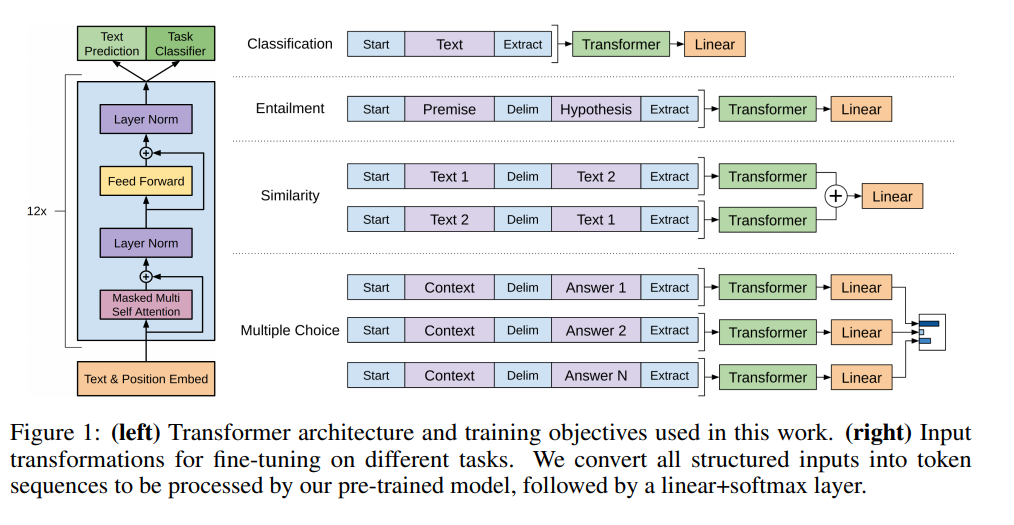 Text Prediction
Task Classifier
Layer Norm
+
Feed Forward
12x
Layer Norm
+
Masked Multi Self Attention
Text & Position Embed
Classification Start Text Extract Transformer Linear
Entailment Start Premise Delim Hypothesis Extract Transformer Linear
Similarity
Start Text 1 Delim Text 2 Extract Transformer
+ Linear
Start Text 2 Delim Text 1 Extract Transformer
Multiple Choice
Start Context Delim Answer 1 Extract Transformer Linear
Start Context Delim Answer 2 Extract Transformer Linear
Start Context Delim Answer N Extract Transformer Linear
Figure 1: (left) Transformer architecture and training objectives used in this work. (right) Input
transformations for fine-tuning on different tasks. We convert all structured inputs into token
sequences to be processed by our pre-trained model, followed by a linear+softmax layer.